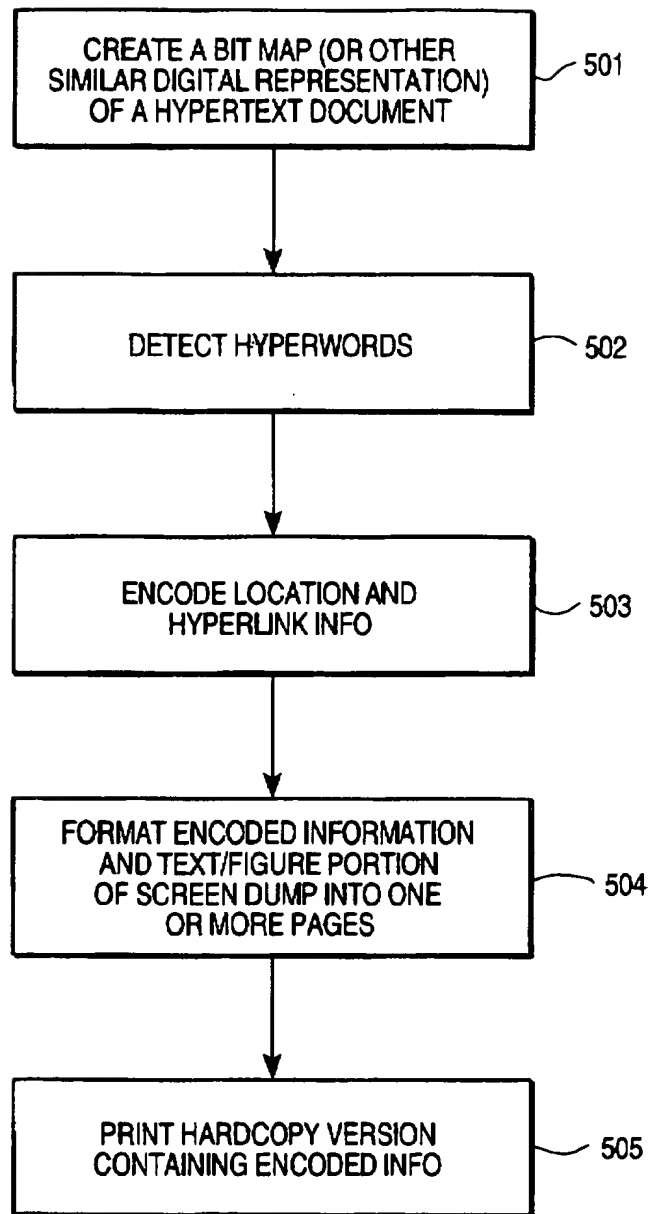 CREATE A BIT MAP (OR OTHER
SIMILAR DIGITAL REPRESENTATION)
OF A HYPERTEXT DOCUMENT
501
DETECT HYPERWORDS
502
ENCODE LOCATION AND
HYPERLINK INFO
503
FORMAT ENCODED INFORMATION
AND TEXT/FIGURE PORTION
OF SCREEN DUMP INTO ONE
OR MORE PAGES
504
PRINT HARDCOPY VERSION
CONTAINING ENCODED INFO
505